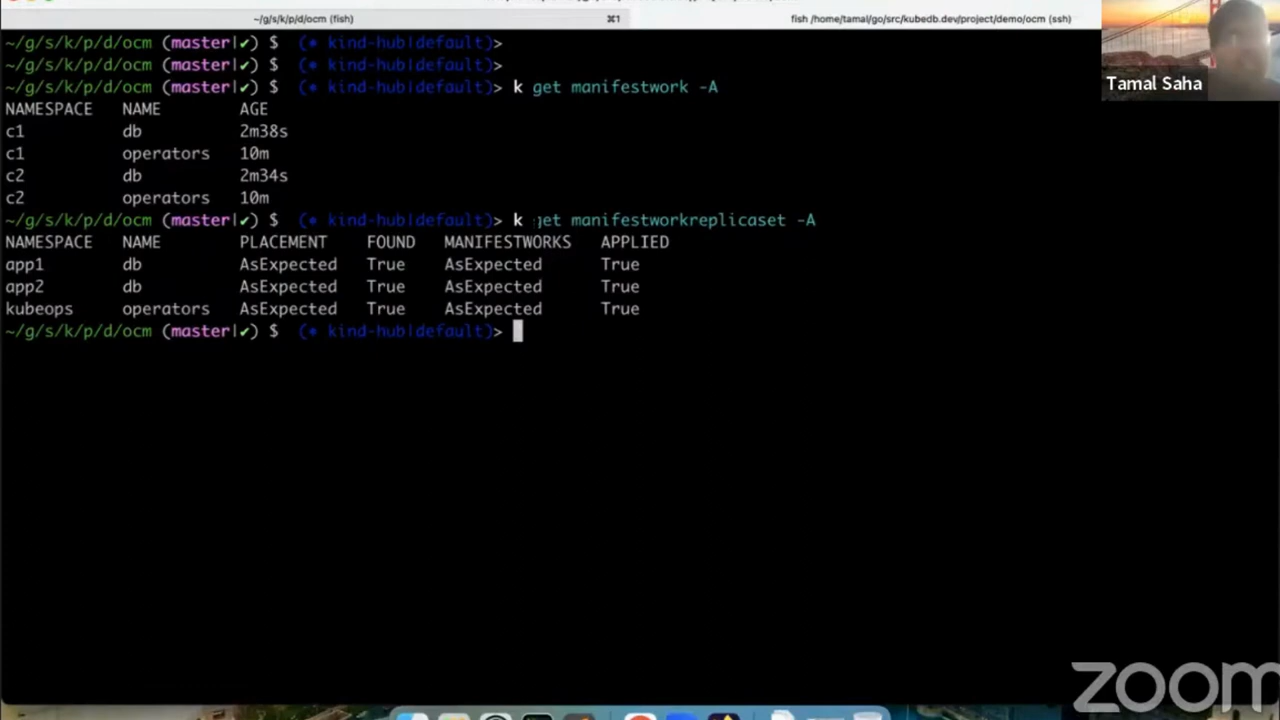 ~/g/s/k/p/d/ocm (fish) ⌘1 fish /home/tamal/go/src/kubedb.dev/project/demo/ocm (ssh)
~/g/s/k/p/d/ocm (master|✔) $ (⎈ kind-hub|default)>
~/g/s/k/p/d/ocm (master|✔) $ (⎈ kind-hub|default)>
~/g/s/k/p/d/ocm (master|✔) $ (⎈ kind-hub|default)> k get manifestwork -A
NAMESPACE NAME AGE
c1 db 2m38s
c1 operators 10m
c2 db 2m34s
c2 operators 10m
~/g/s/k/p/d/ocm (master|✔) $ (⎈ kind-hub|default)> k get manifestworkreplicaset -A
NAMESPACE NAME PLACEMENT FOUND MANIFESTWORKS APPLIED
app1 db AsExpected True AsExpected True
app2 db AsExpected True AsExpected True
kubeops operators AsExpected True AsExpected True
~/g/s/k/p/d/ocm (master|✔) $ (⎈ kind-hub|default)>
Tamal Saha
zoom